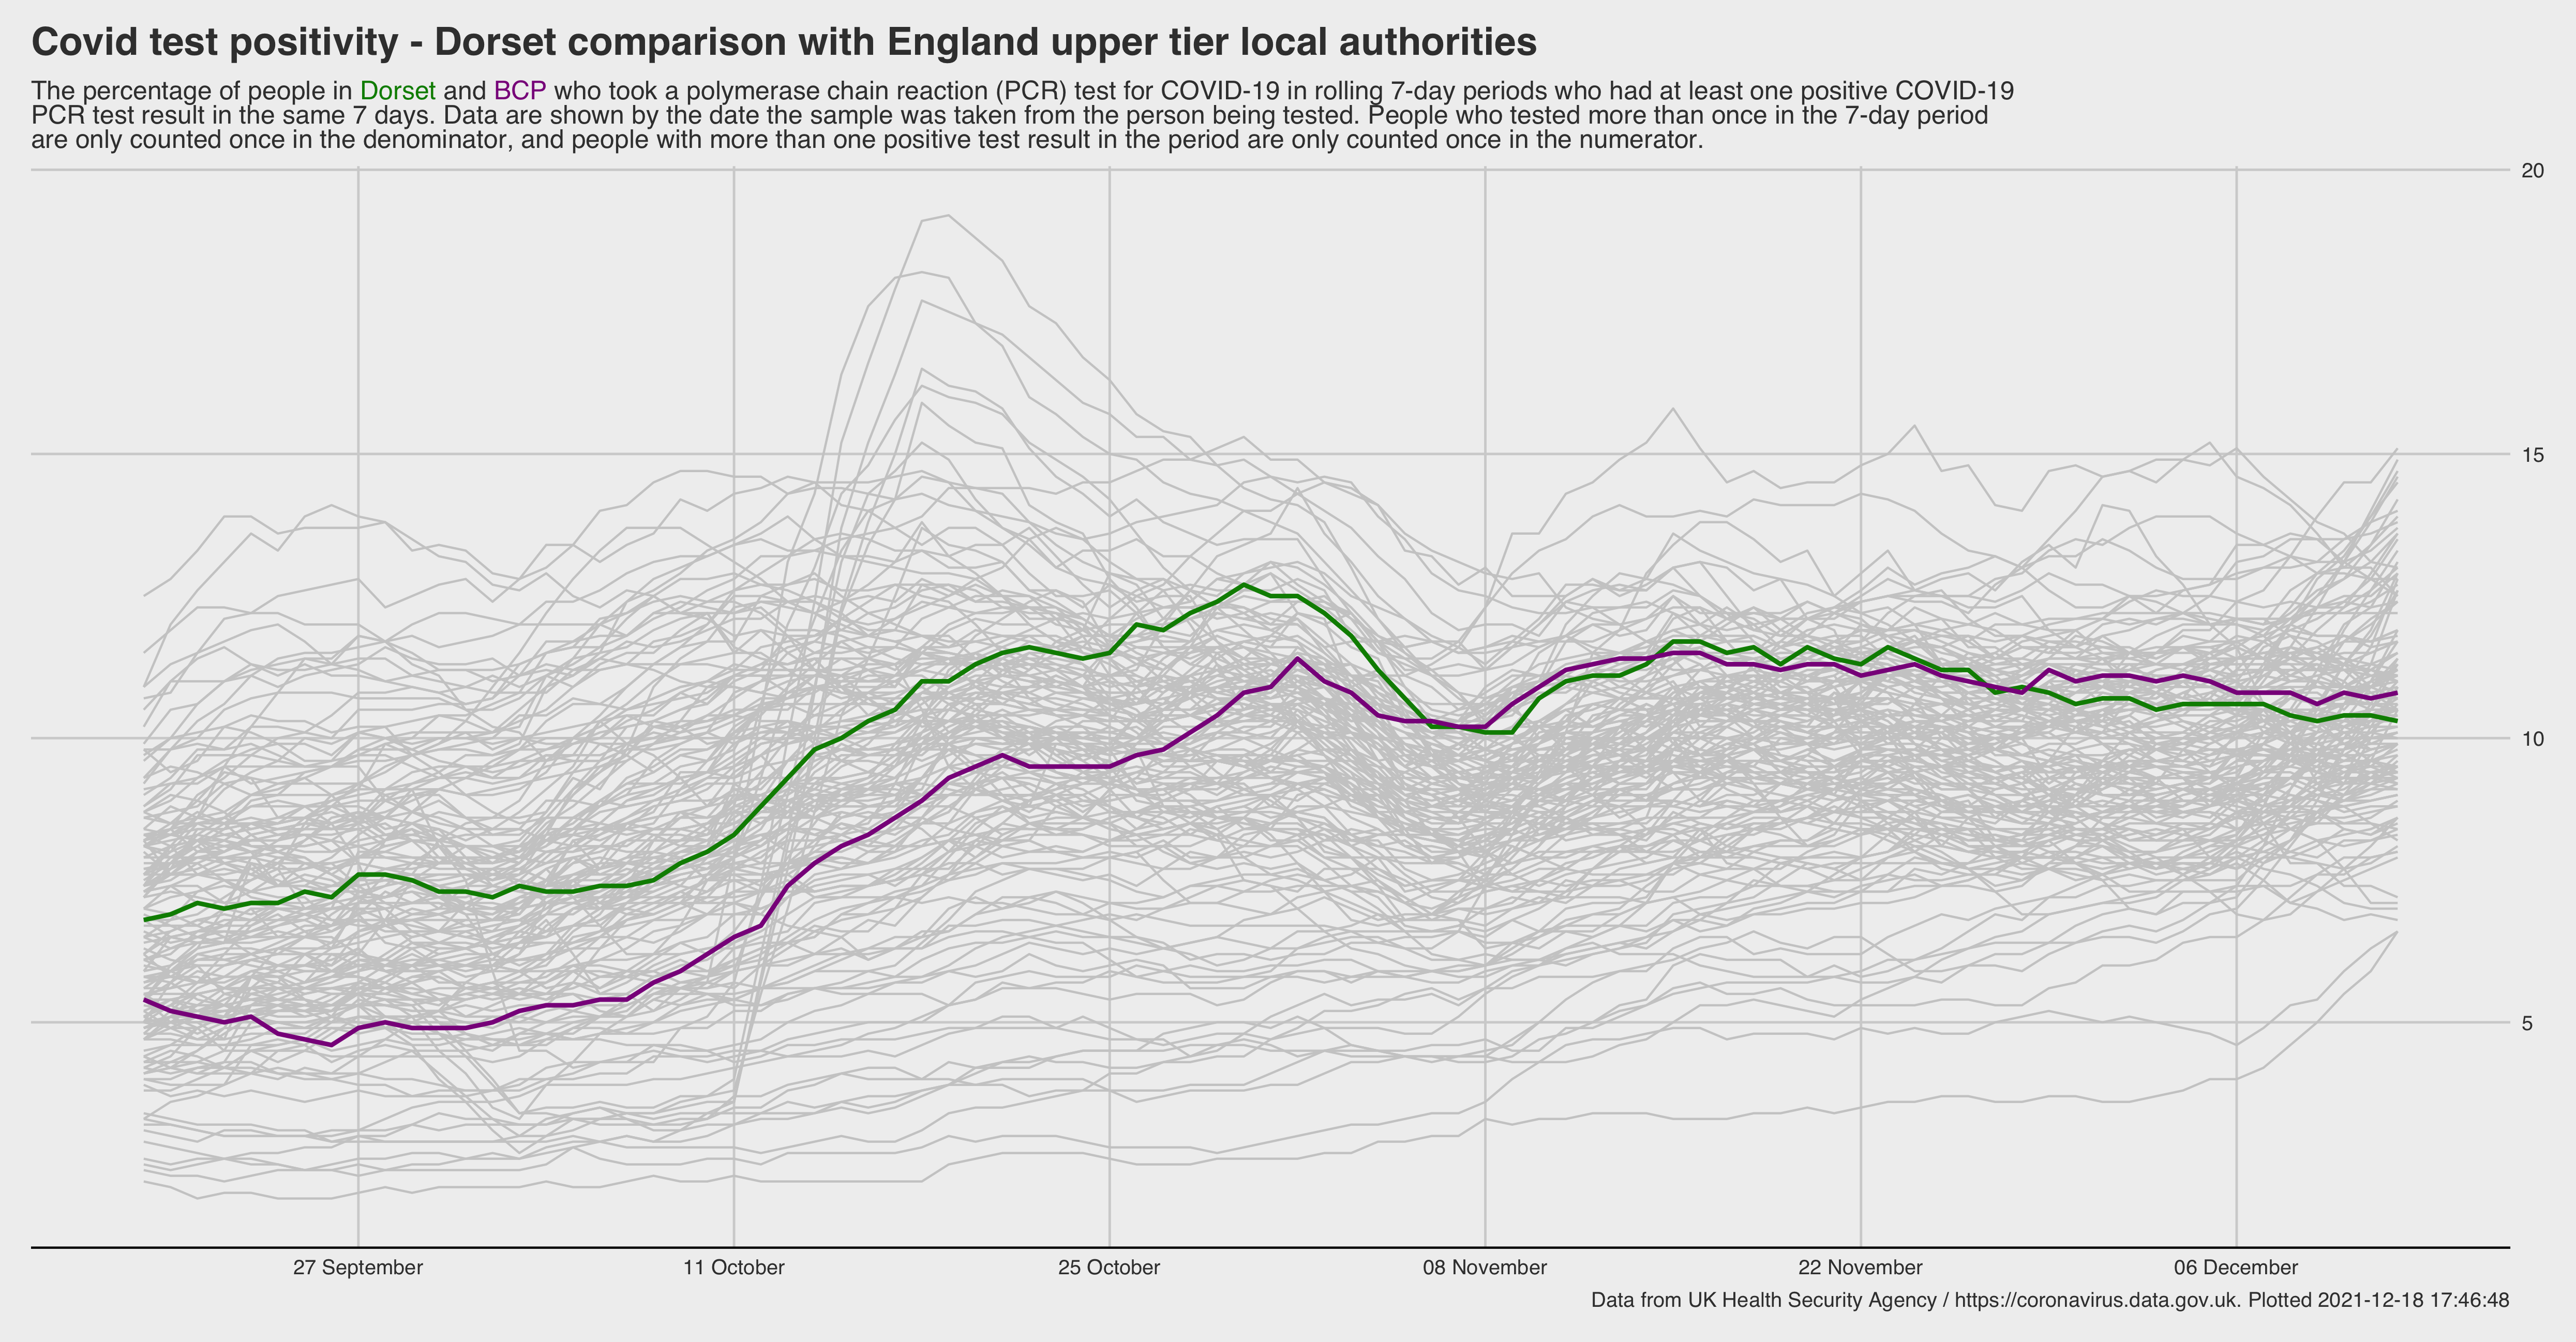 Covid test positivity - Dorset comparison with England upper tier local authorities
The percentage of people in Dorset and BCP who took a polymerase chain reaction (PCR) test for COVID-19 in rolling 7-day periods who had at least one positive COVID-19
PCR test result in the same 7 days. Data are shown by the date the sample was taken from the person being tested. People who tested more than once in the 7-day period
are only counted once in the denominator, and people with more than one positive test result in the period are only counted once in the numerator.
20
15
10
5
27 September
11 October
25 October
08 November
22 November
06 December
Data from UK Health Security Agency / https://coronavirus.data.gov.uk. Plotted 2021-12-18 17:46:48